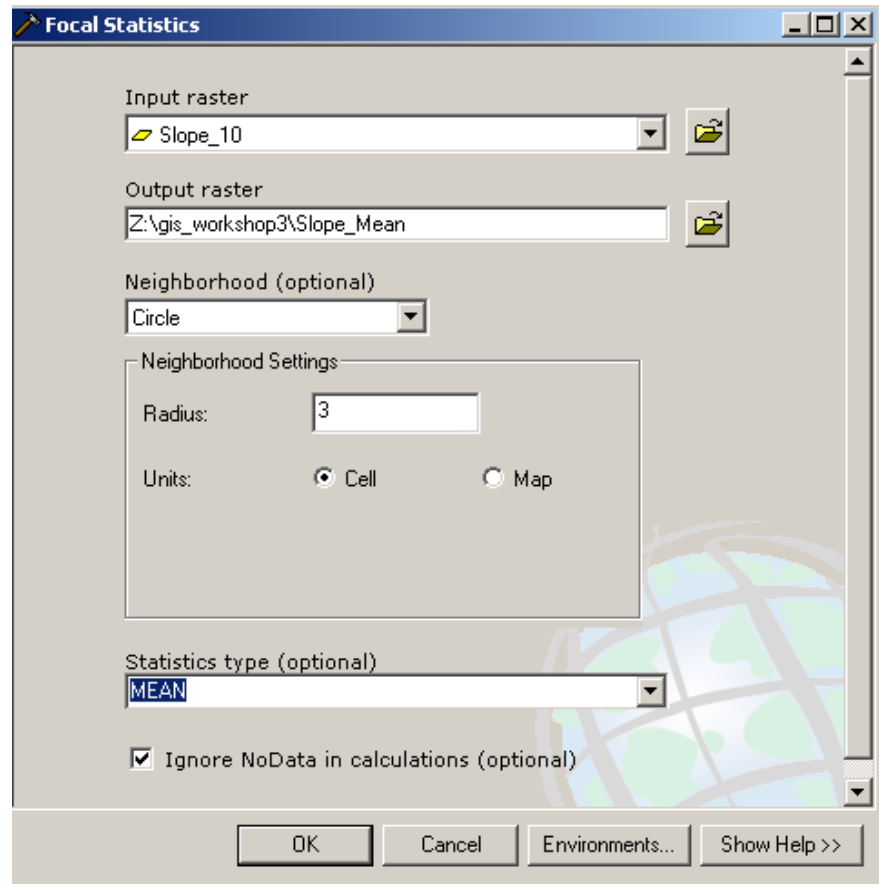 Focal Statistics
Input raster
Slope_10
Output raster
Z:\gis_workshop3\Slope_Mean
Neighborhood (optional)
Circle
Neighborhood Settings
Radius: 3
Units: Cell Map
Statistics type (optional)
MEAN
Ignore NoData in calculations (optional)
OK Cancel Environments... Show Help >>